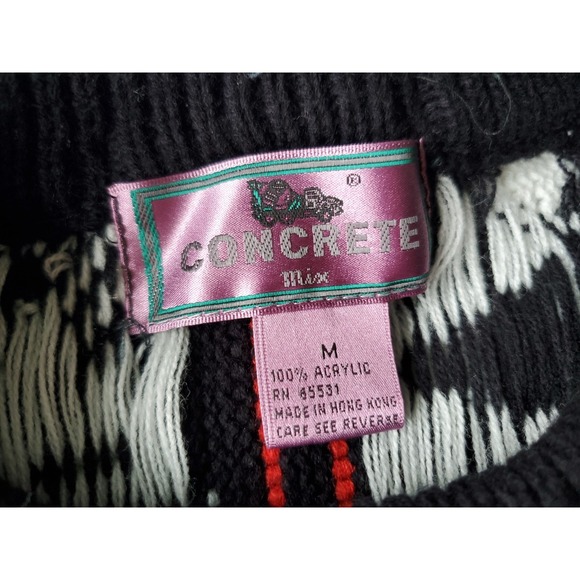 ®
CONCRETE
mix
M
100% ACRYLIC
RN 65531
MADE IN HONG KONG
CARE SEE REVERSE